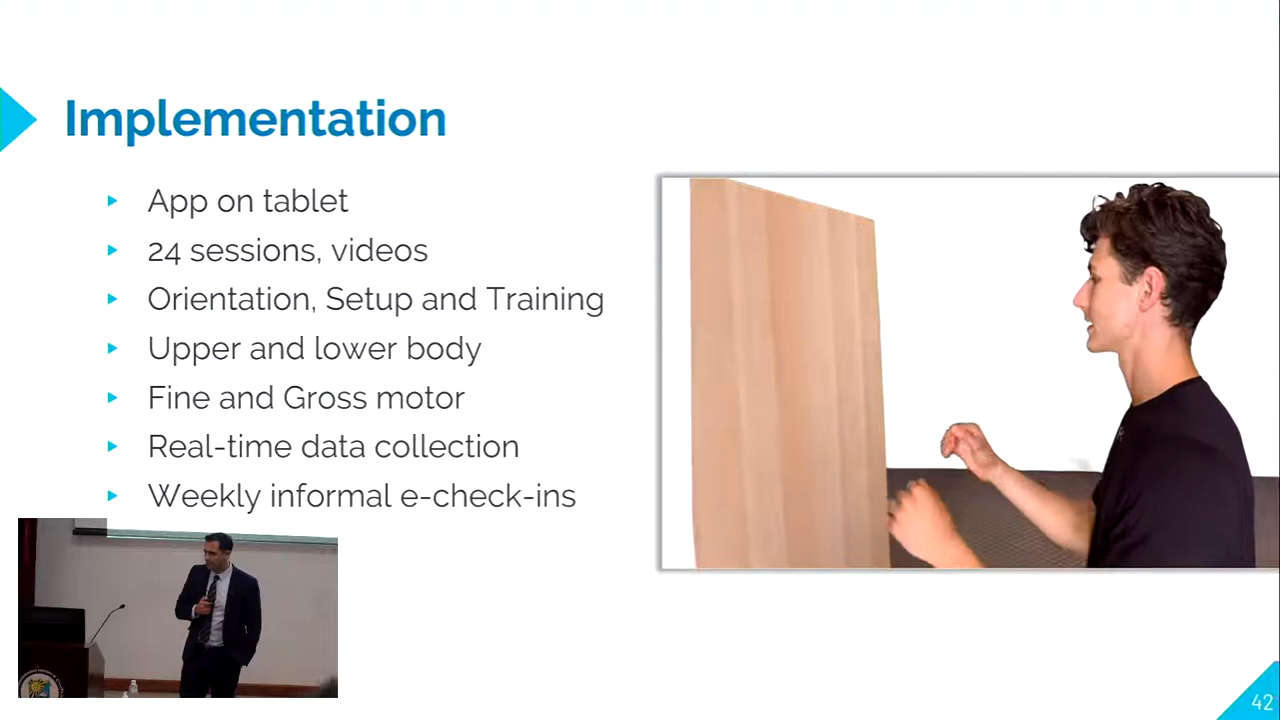 Implementation
App on tablet
24 sessions, videos
Orientation, Setup and Training
Upper and lower body
Fine and Gross motor
Real-time data collection
Weekly informal e-check-ins
42